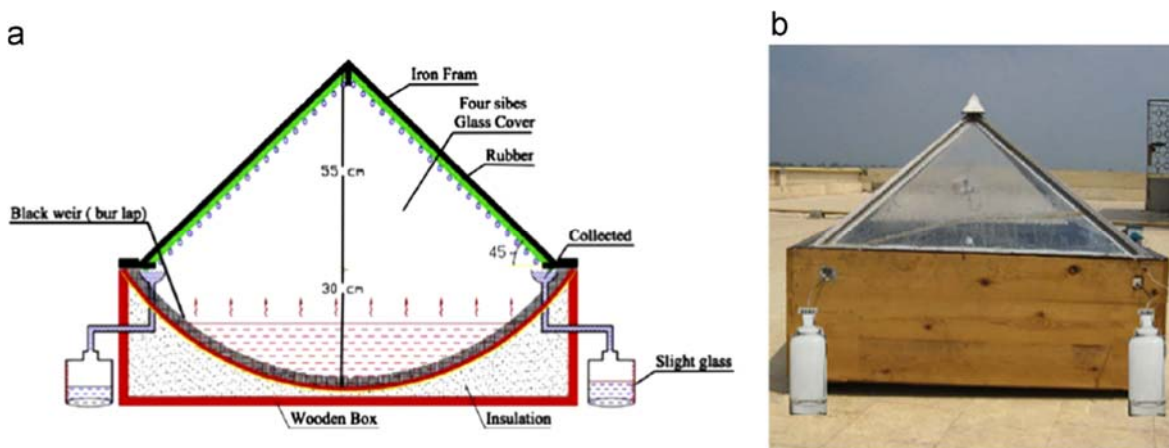 a
b
Iron Fram
Four sibes
Glass Cover
55 cm
Rubber
Black weir ( bur lap)
Collected
45
30 cm
Slight glass
Wooden Box
Insulation